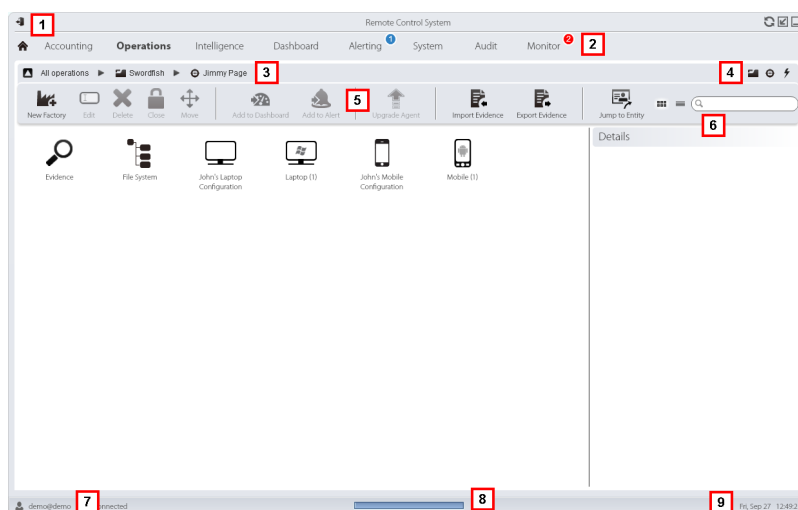 1
Remote Control System
Accounting Operations Intelligence Dashboard Alerting 1 System Audit Monitor 2 2
All operations Swordfish Jimmy Page 3 4
New Factory Edit Delete Close Move Add to Dashboard Add to Alert 5 Upgrade Agent Import Evidence Export Evidence Jump to Entity
6
Details
Evidence File System John's Laptop Configuration Laptop (1) John's Mobile Configuration Mobile (1)
demo@demo 7 nnected 8 9 Fri, Sep 27 12:49:2